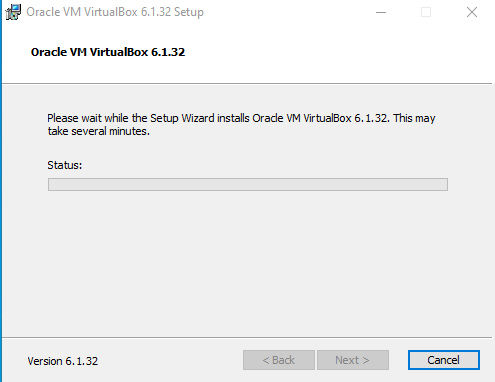 Oracle VM VirtualBox 6.1.32 Setup
Oracle VM VirtualBox 6.1.32
Please wait while the Setup Wizard installs Oracle VM VirtualBox 6.1.32. This may
take several minutes.
Status:
Version 6.1.32
< Back
Next >
Cancel